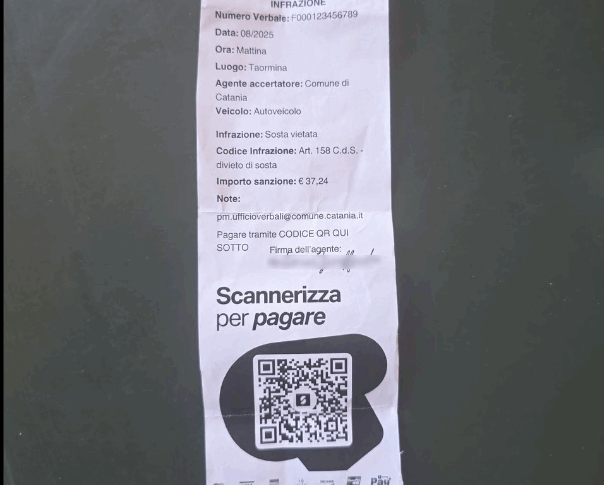 INFRAZIONE
Numero Verbale: F000123456789
Data: 06/2025
Ora: Mattina
Luogo: Taormina
Agente accertatore: Comune di
Catania
Veicolo: Autoveicolo
Infrazione: Sosta vietata
Codice Infrazione: Art. 158 C.d.S. -
divieto di sosta
Importo sanzione: € 37,24
Note:
pm.ufficioverbali@comune.catania.it
Pagare tramite CODICE QR QUI
SOTTO Firma dell'agente:
Scannerizza
per pagare
Pay